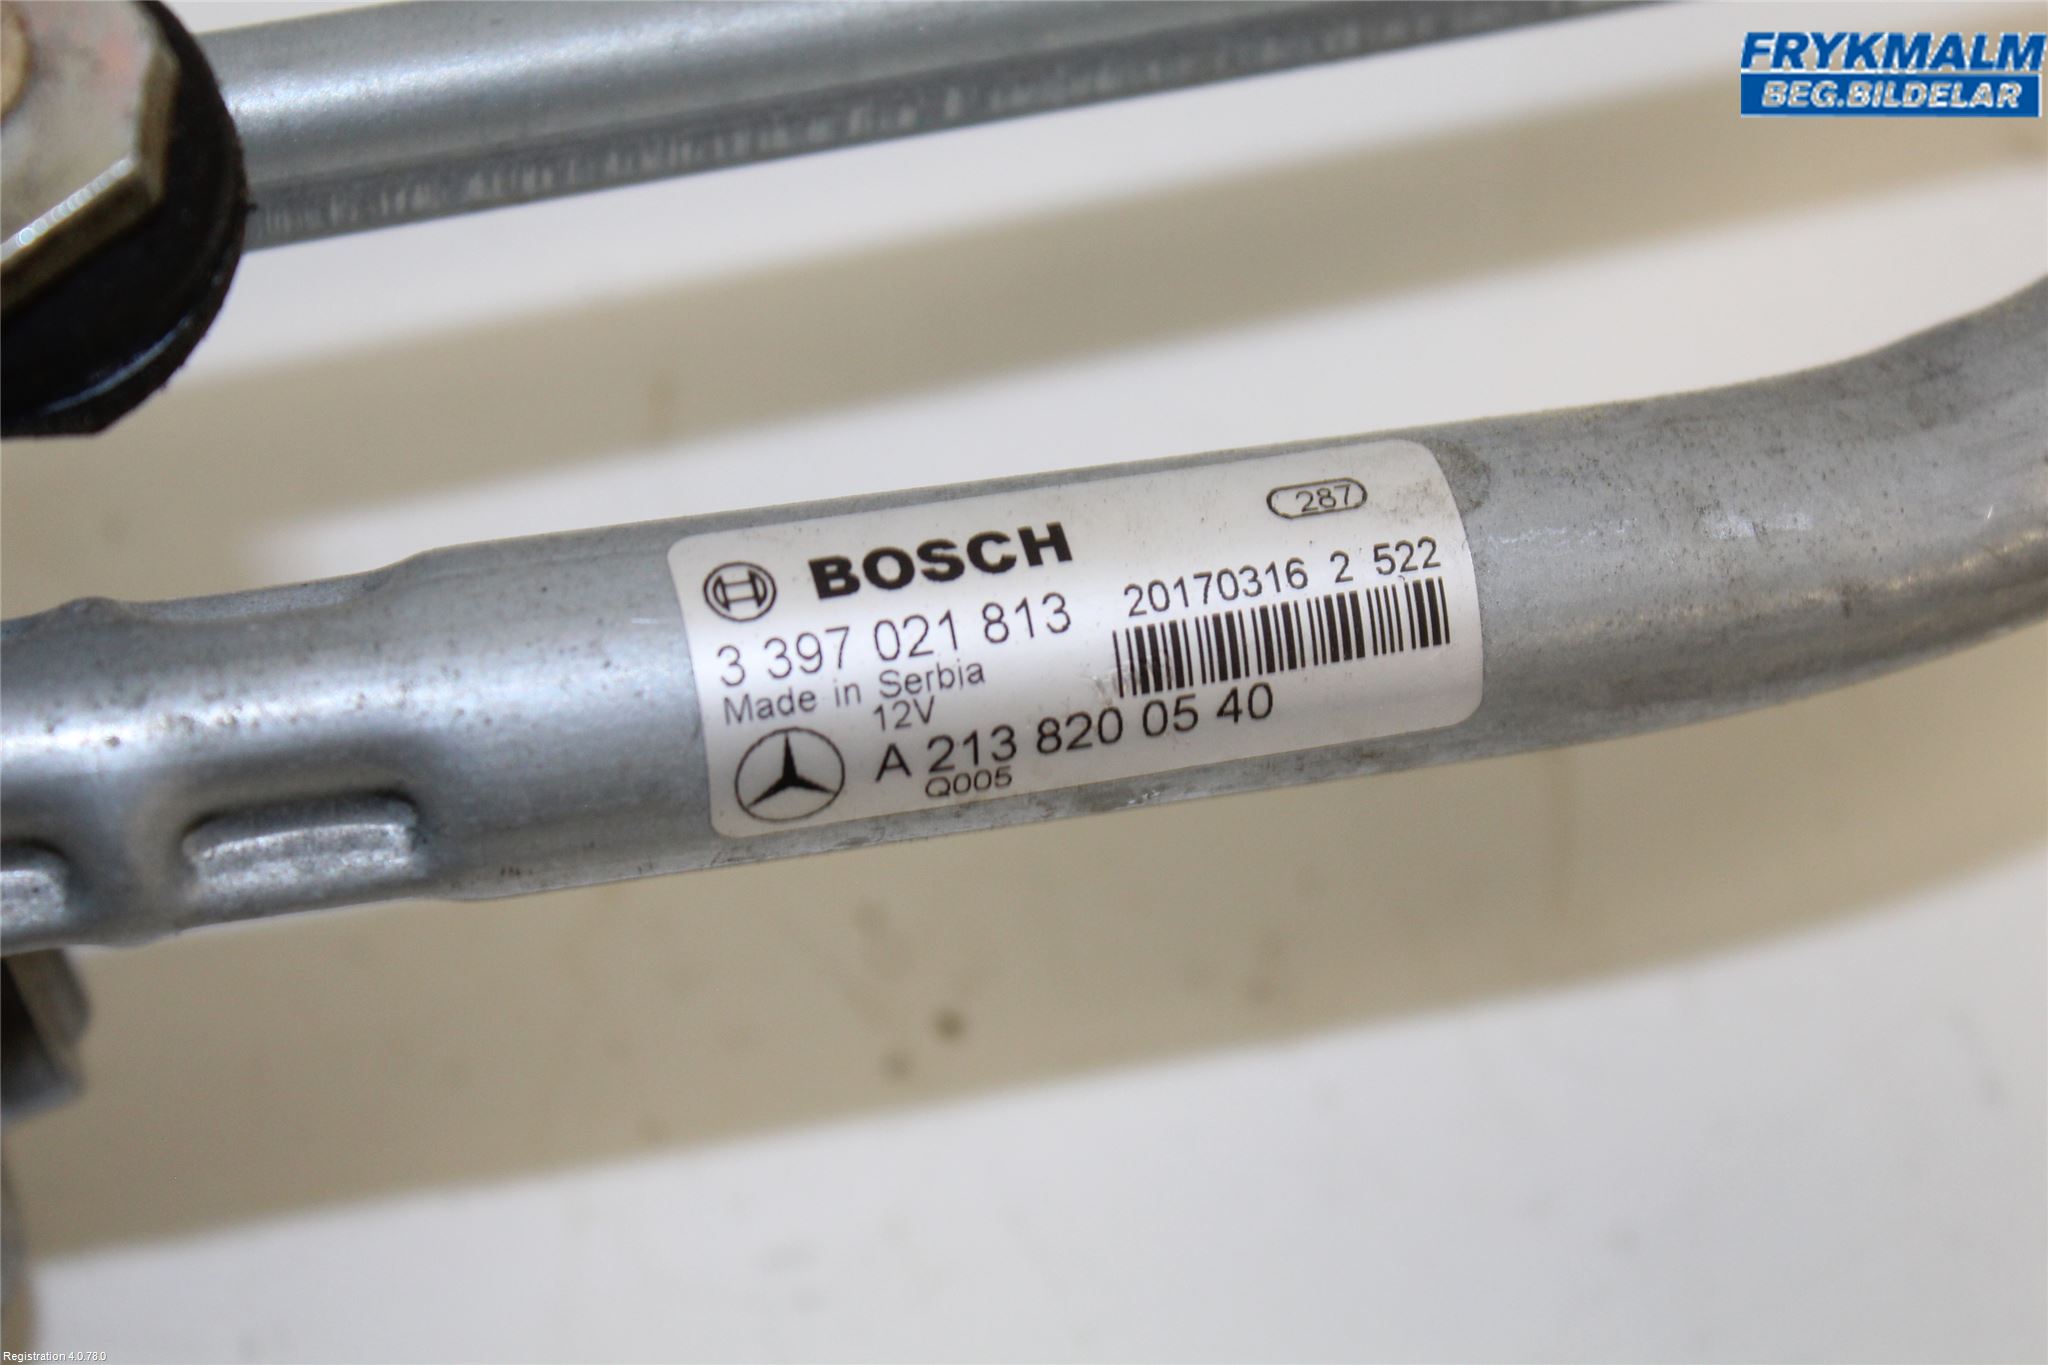 FRYKMALM
BEG.BILDELAR
287
BOSCH
20170316 2 522
3 397 021 813
Made in Serbia
12V
A 213 820 05 40
Q005
Registration 4.0.78.0